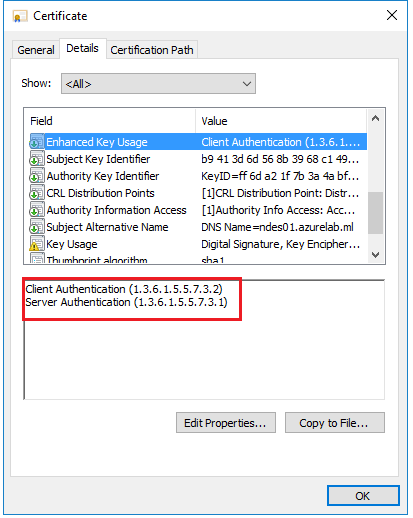 Certificate
General Details Certification Path
Show: <All>
Field Value
Enhanced Key Usage Client Authentication (1.3.6.1....
Subject Key Identifier b9 41 3d 6d 56 8b 39 68 c1 49...
Authority Key Identifier KeyID=ff 6d a2 1f 7b 3a 4a bf...
CRL Distribution Points [1]CRL Distribution Point: Distr...
Authority Information Access [1]Authority Info Access: Acc...
Subject Alternative Name DNS Name=ndes01.azurelab.ml
Key Usage Digital Signature, Key Encipher...
Thumbprint algorithm sha1
Client Authentication (1.3.6.1.5.5.7.3.2)
Server Authentication (1.3.6.1.5.5.7.3.1)
Edit Properties... Copy to File...
OK